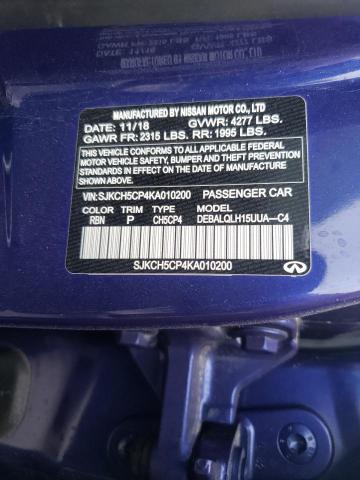 MANUFACTURED BY NISSAN MOTOR CO., LTD
DATE: 11/18 GVWR: 4277 LBS.
GAWR FR: 2315 LBS. RR: 1995 LBS.
THIS VEHICLE CONFORMS TO ALL APPLICABLE
FEDERAL MOTOR VEHICLE
SAFETY, BUMPER, AND THEFT PREVENTION
STANDARDS IN EFFECT ON THE DATE OF
MANUFACTURE SHOWN ABOVE.
VIN: SJKCH5CP4KA010200 PASSENGER CAR
COLOR TRIM TYPE MODEL
RBN P CH5CP4 DEBALQLH15UUA—C4
SJKCH5CP4KA010200
INFINITI